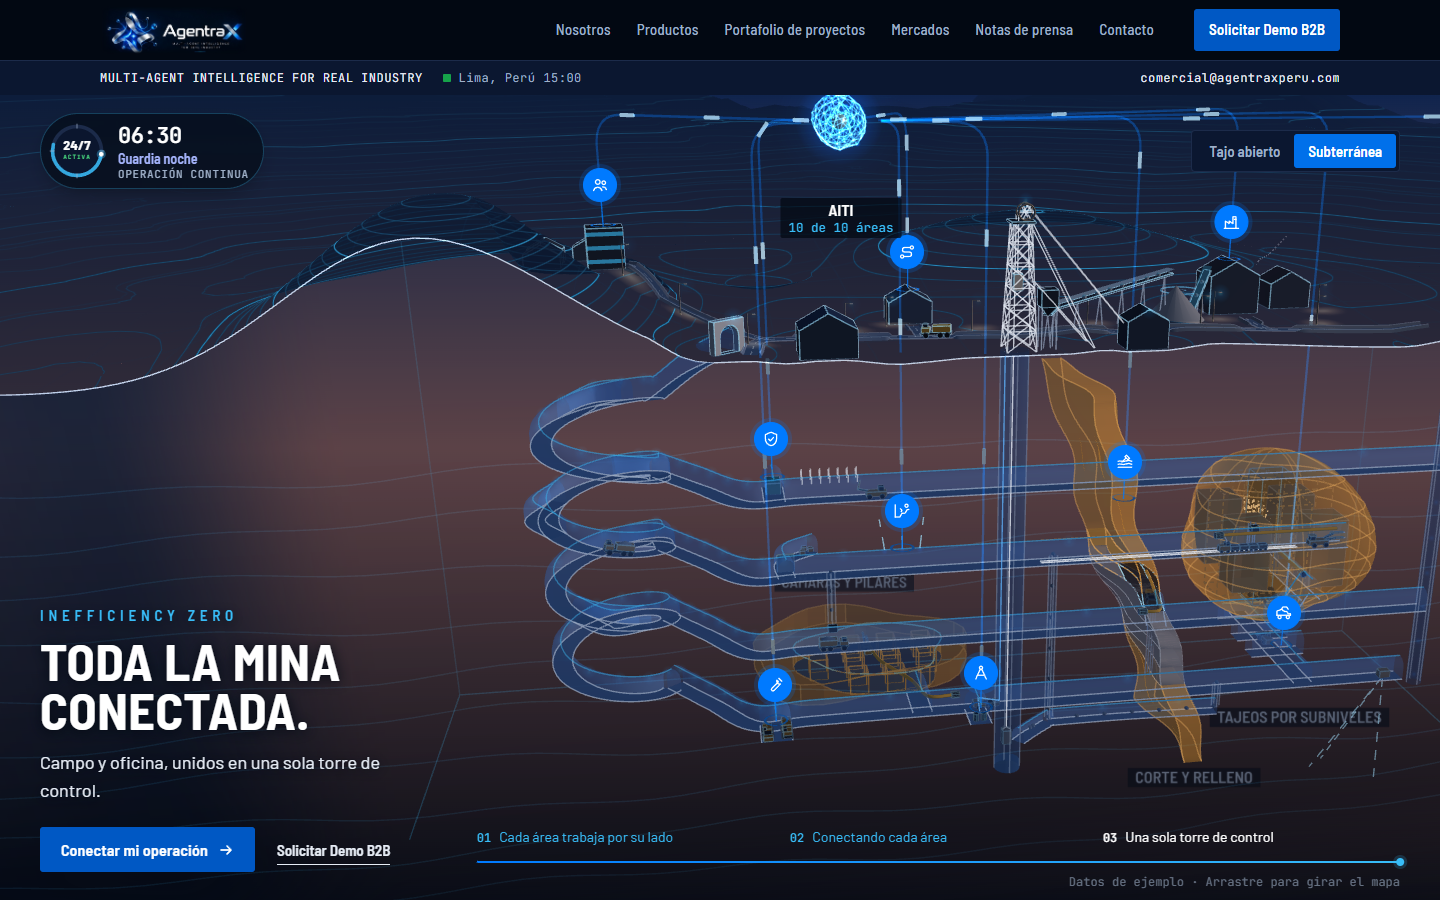 AgentraX
Nosotros
Productos
Portafolio de proyectos
Mercados
Notas de prensa
Contacto
Solicitar Demo B2B
MULTI-AGENT INTELLIGENCE FOR REAL INDUSTRY
Lima, Perú 15:00
comercial@agentraxperu.com
24/7
ACTIVA
06:30
Guardia noche
OPERACIÓN CONTINUA
Tajo abierto
Subterránea
AITI
10 de 10 áreas
CÁMARAS Y PILARES
TAJEOS POR SUBNIVELES
CORTE Y RELLENO
INEFFICIENCY ZERO
TODA LA MINA
CONECTADA.
Campo y oficina, unidos en una sola torre de
control.
Conectar mi operación →
Solicitar Demo B2B
01 Cada área trabaja por su lado
02 Conectando cada área
03 Una sola torre de control
Datos de ejemplo · Arrastre para girar el mapa